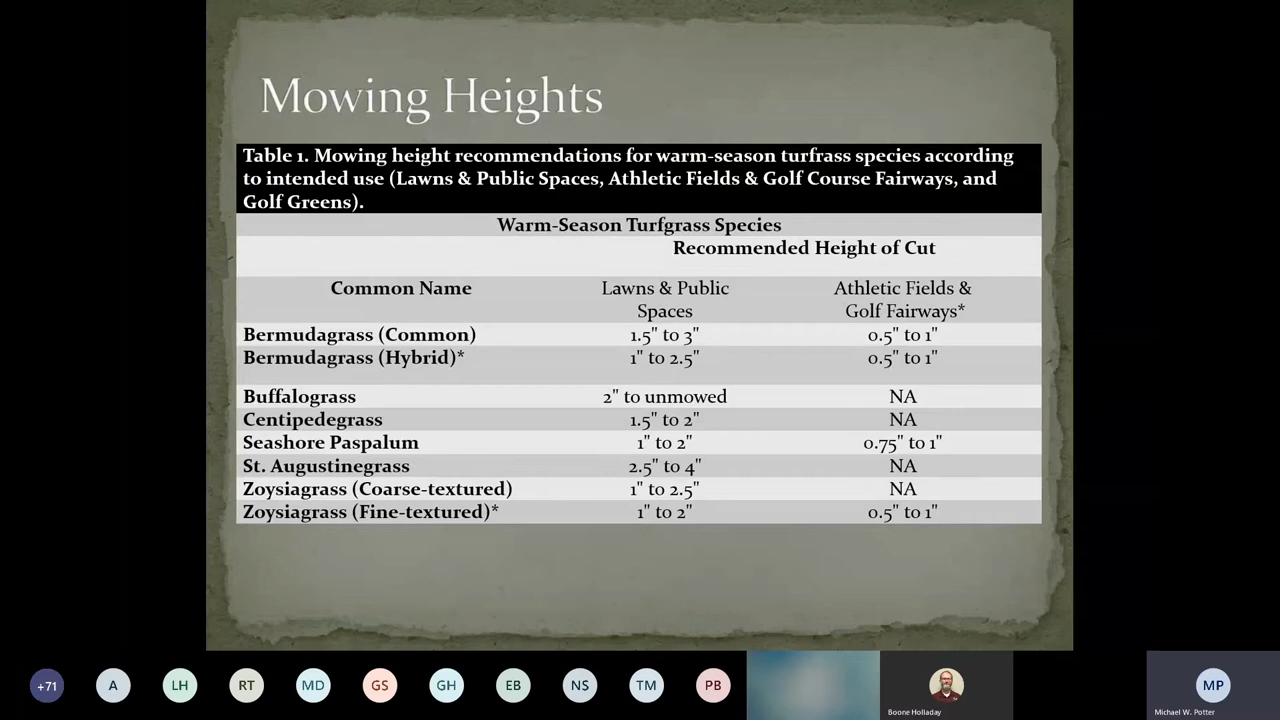 Mowing Heights
Table 1. Mowing height recommendations for warm-season turfrass species according
to intended use (Lawns & Public Spaces, Athletic Fields & Golf Course Fairways, and
Golf Greens).
Warm-Season Turfgrass Species
Recommended Height of Cut
Common Name Lawns & Public Spaces Athletic Fields & Golf Fairways*
Bermudagrass (Common) 1.5" to 3" 0.5" to 1"
Bermudagrass (Hybrid)* 1" to 2.5" 0.5" to 1"
Buffalograss 2" to unmowed NA
Centipedegrass 1.5" to 2" NA
Seashore Paspalum 1" to 2" 0.75" to 1"
St. Augustinegrass 2.5" to 4" NA
Zoysiagrass (Coarse-textured) 1" to 2.5" NA
Zoysiagrass (Fine-textured)* 1" to 2" 0.5" to 1"
+71 A LH RT MD GS GH EB NS TM PB MP
Boone Holladay Michael W. Potter